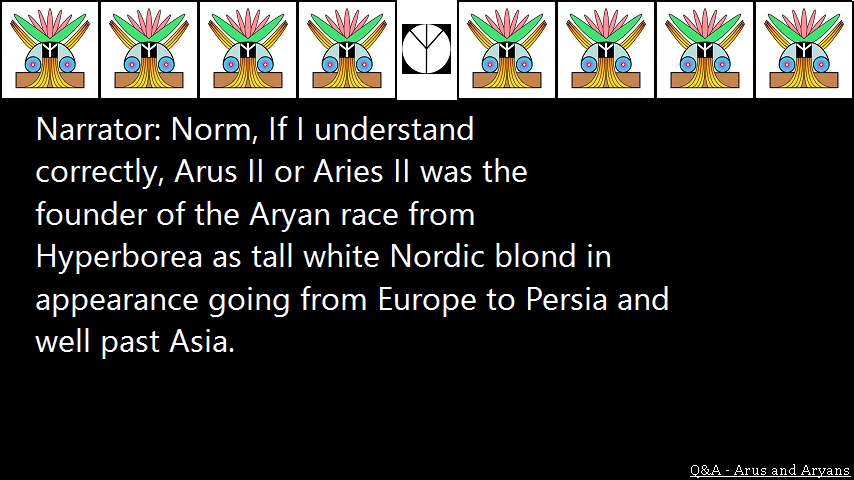 Narrator: Norm, If I understand
correctly, Arus II or Aries II was the
founder of the Aryan race from
Hyperborea as tall white Nordic blond in
appearance going from Europe to Persia and
well past Asia.
Q&A - Arus and Aryans